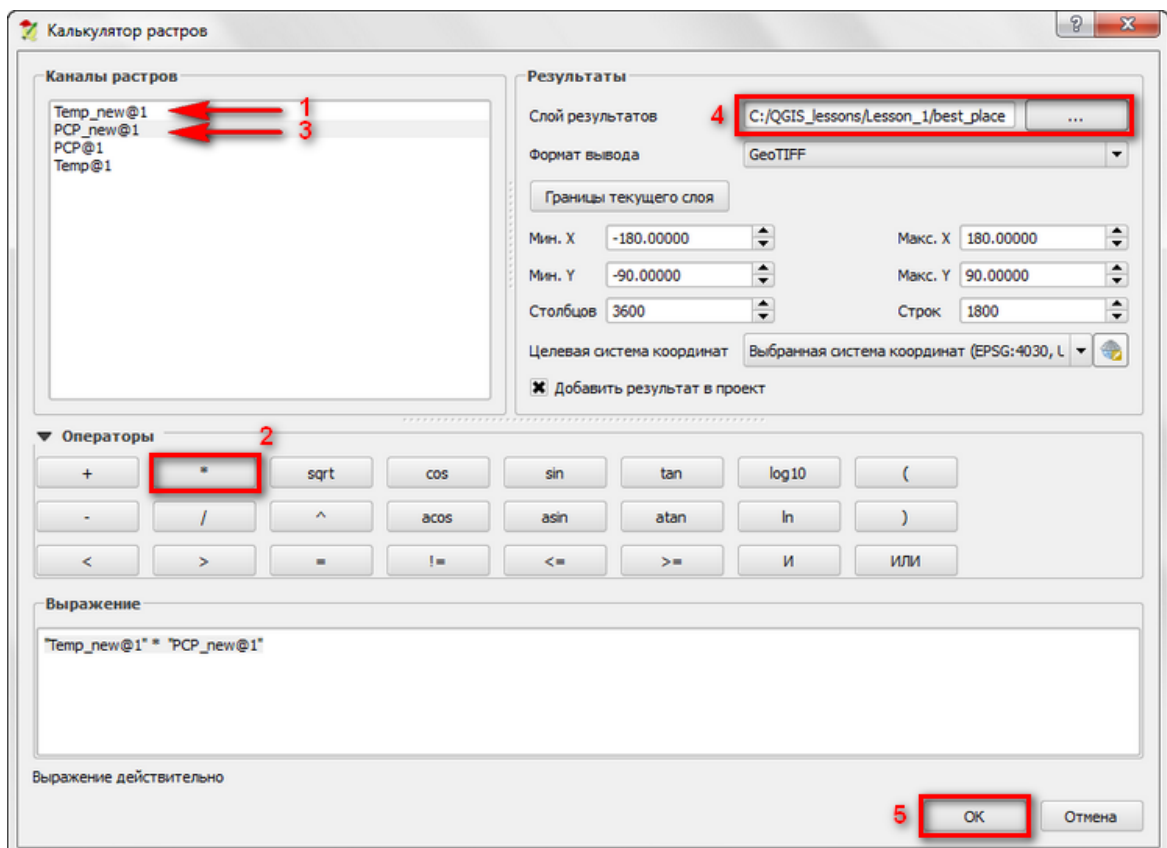 Калькулятор растров
?
X
Каналы растров
Temp_new@1
1
PCP_new@1
3
PCP@1
Temp@1
Результаты
Слой результатов
4
C:/QGIS_lessons/Lesson_1/best_place
...
Формат вывода
GeoTIFF
Границы текущего слоя
Мин. X
-180.00000
Макс. X
180.00000
Мин. Y
-90.00000
Макс. Y
90.00000
Столбцов
3600
Строк
1800
Целевая система координат
Выбранная система координат (EPSG:4030, L
Добавить результат в проект
Операторы
2
+ * sqrt cos sin tan log10 (
- / ^ acos asin atan ln )
< > = != <= >= И ИЛИ
Выражение
"Temp_new@1" * "PCP_new@1"
Выражение действительно
5
OK
Отмена